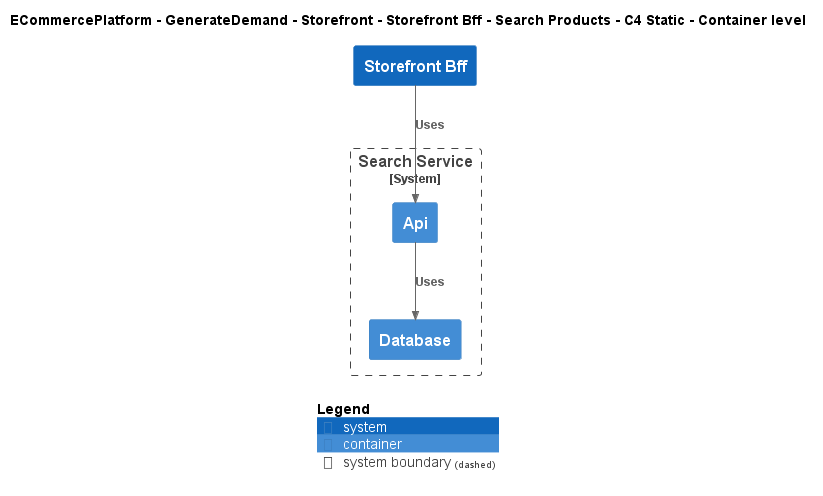 ECommercePlatform - GenerateDemand - Storefront - Storefront Bff - Search Products - C4 Static - Container level
Storefront Bff
Uses
Search Service
[System]
Api
Uses
Database
Legend
system
container
system boundary (dashed)